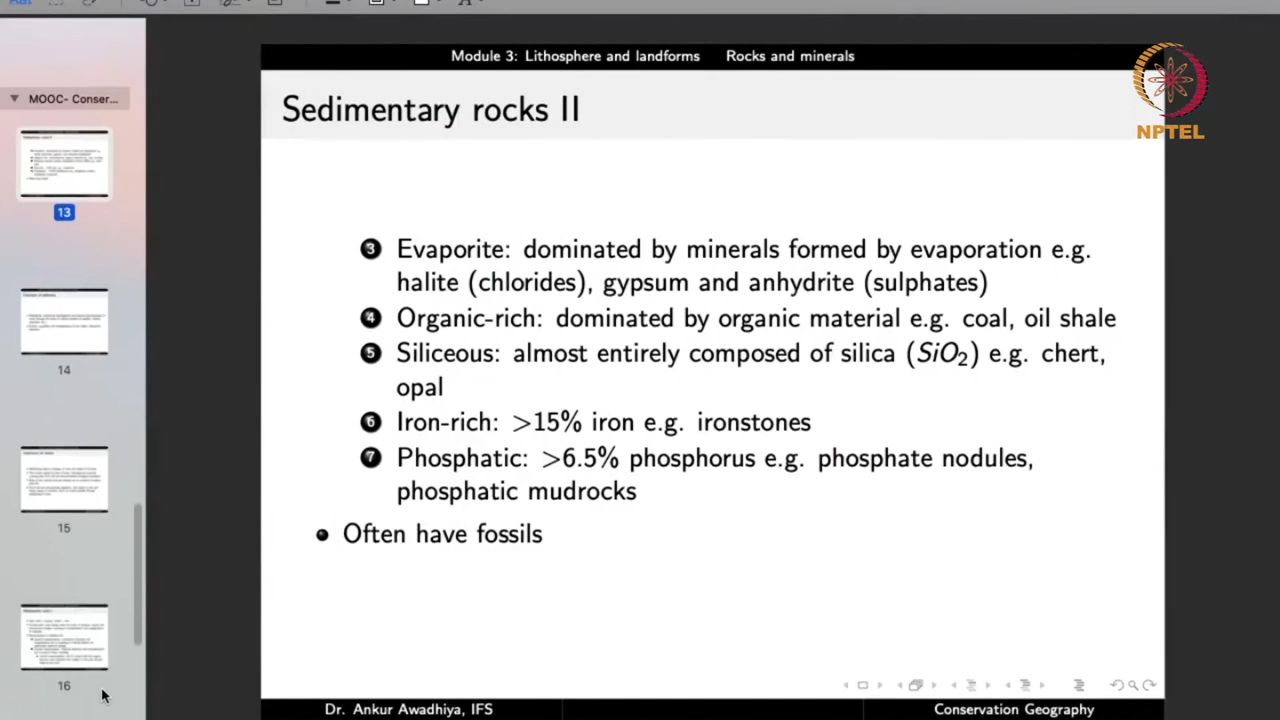 Module 3: Lithosphere and landforms Rocks and minerals
Sedimentary rocks II
NPTEL
MOOC- Conser...
13
14
15
16
3 Evaporite: dominated by minerals formed by evaporation e.g.
halite (chlorides), gypsum and anhydrite (sulphates)
4 Organic-rich: dominated by organic material e.g. coal, oil shale
5 Siliceous: almost entirely composed of silica (SiO2) e.g. chert,
opal
6 Iron-rich: >15% iron e.g. ironstones
7 Phosphatic: >6.5% phosphorus e.g. phosphate nodules,
phosphatic mudrocks
Often have fossils
Dr. Ankur Awadhiya, IFS Conservation Geography